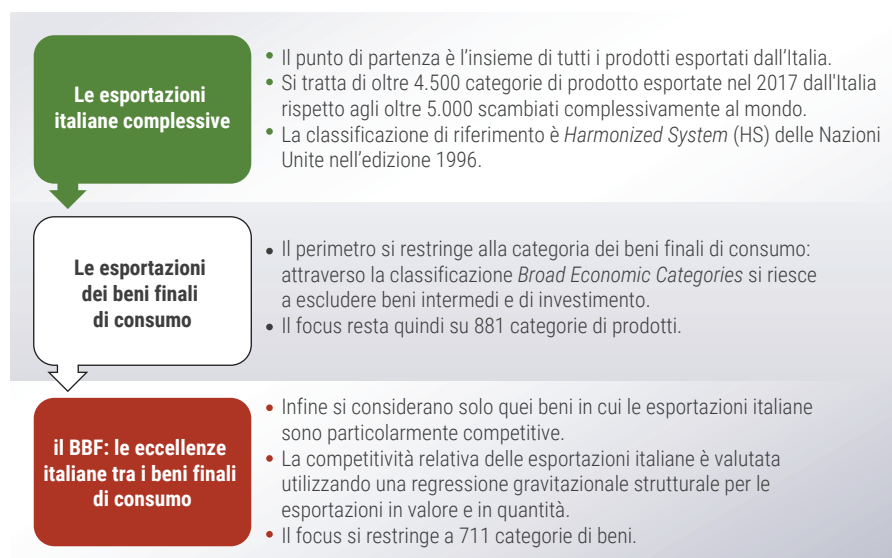 Le esportazioni
italiane complessive
• Il punto di partenza è l'insieme di tutti i prodotti esportati dall'Italia.
• Si tratta di oltre 4.500 categorie di prodotto esportate nel 2017 dall'Italia
rispetto agli oltre 5.000 scambiati complessivamente al mondo.
• La classificazione di riferimento è Harmonized System (HS) delle Nazioni
Unite nell'edizione 1996.
Le esportazioni
dei beni finali
di consumo
• Il perimetro si restringe alla categoria dei beni finali di consumo:
attraverso la classificazione Broad Economic Categories si riesce
a escludere beni intermedi e di investimento.
• Il focus resta quindi su 881 categorie di prodotti.
il BBF: le eccellenze
italiane tra i beni finali
di consumo
• Infine si considerano solo quei beni in cui le esportazioni italiane
sono particolarmente competitive.
• La competitività relativa delle esportazioni italiane è valutata
utilizzando una regressione gravitazionale strutturale per le
esportazioni in valore e in quantità.
• Il focus si restringe a 711 categorie di beni.